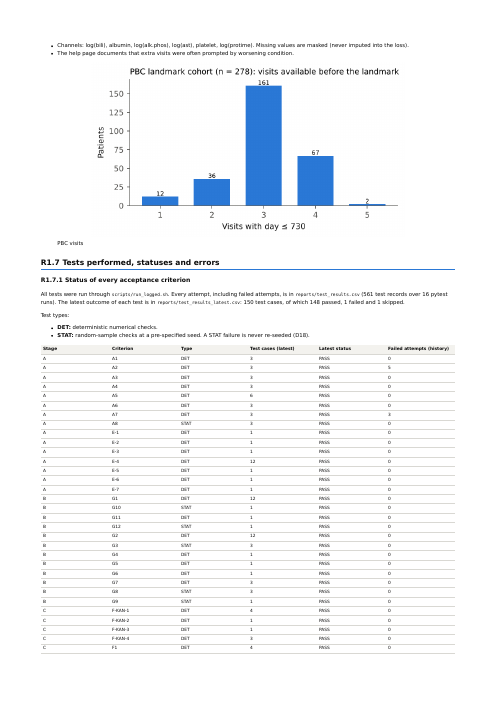 • Channels: log(bili), albumin, log(alk.phos), log(ast), platelet, log(protime). Missing values are masked (never imputed into the loss).
• The help page documents that extra visits were often prompted by worsening condition.
PBC landmark cohort (n = 278): visits available before the landmark
Patients
150
125
100
75
50
25
0
12
36
161
67
2
1 2 3 4 5
Visits with day ≤ 730
PBC visits
R1.7 Tests performed, statuses and errors
R1.7.1 Status of every acceptance criterion
All tests were run through scripts/run_logged.sh. Every attempt, including failed attempts, is in reports/test_results.csv (561 test records over 16 pytest
runs). The latest outcome of each test is in reports/test_results_latest.csv: 150 test cases, of which 148 passed, 1 failed and 1 skipped.
Test types:
• DET: deterministic numerical checks.
• STAT: random-sample checks at a pre-specified seed. A STAT failure is never re-seeded (D18).
Stage Criterion Type Test cases (latest) Latest status Failed attempts (history)
A A1 DET 3 PASS 0
A A2 DET 3 PASS 5
A A3 DET 3 PASS 0
A A4 DET 3 PASS 0
A A5 DET 6 PASS 0
A A6 DET 3 PASS 0
A A7 DET 3 PASS 3
A A8 STAT 3 PASS 0
A E-1 DET 1 PASS 0
A E-2 DET 1 PASS 0
A E-3 DET 1 PASS 0
A E-4 DET 12 PASS 0
A E-5 DET 1 PASS 0
A E-6 DET 1 PASS 0
A E-7 DET 1 PASS 0
B G1 DET 12 PASS 0
B G10 STAT 1 PASS 0
B G11 DET 1 PASS 0
B G12 STAT 1 PASS 0
B G2 DET 12 PASS 0
B G3 STAT 3 PASS 0
B G4 DET 1 PASS 0
B G5 DET 1 PASS 0
B G6 DET 1 PASS 0
B G7 DET 3 PASS 0
B G8 STAT 3 PASS 0
B G9 STAT 1 PASS 0
C F-KAN-1 DET 4 PASS 0
C F-KAN-2 DET 1 PASS 0
C F-KAN-3 DET 1 PASS 0
C F-KAN-4 DET 3 PASS 0
C F1 DET 4 PASS 0